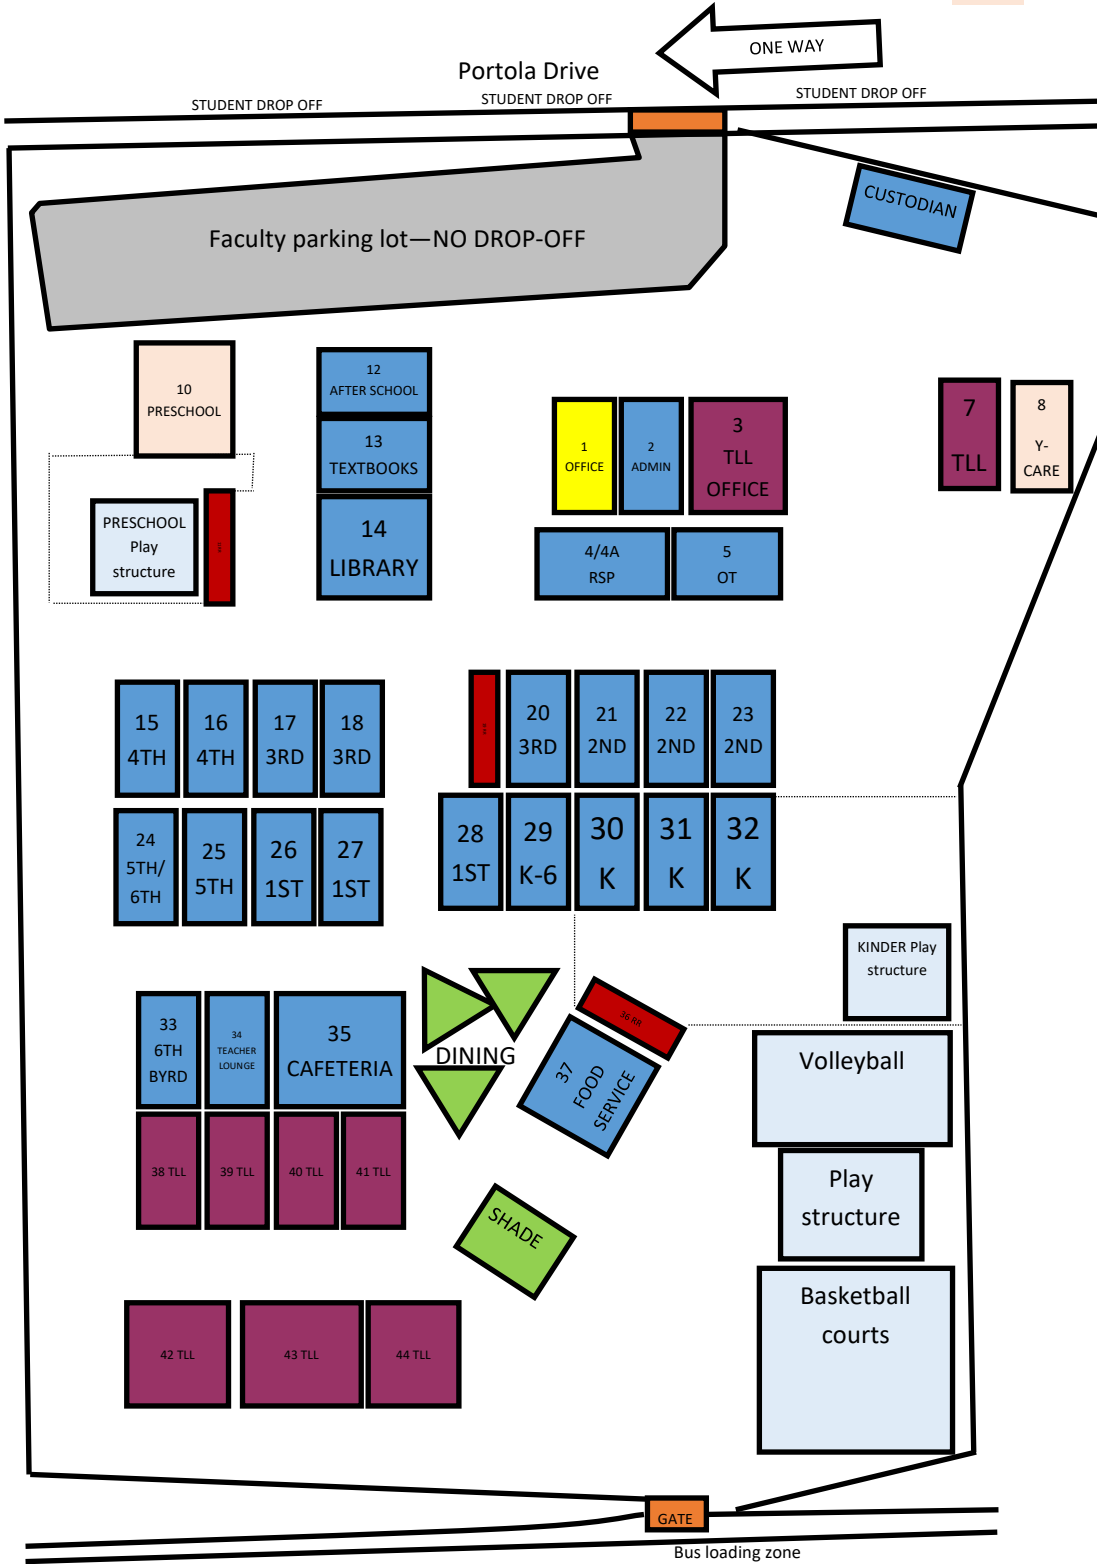 ONE WAY
Portola Drive
STUDENT DROP OFF
STUDENT DROP OFF
STUDENT DROP OFF
CUSTODIAN
Faculty parking lot—NO DROP-OFF
10
PRESCHOOL
12
AFTER SCHOOL
13
TEXTBOOKS
14
LIBRARY
1
OFFICE
2
ADMIN
3
TLL
OFFICE
7
TLL
8
Y-
CARE
PRESCHOOL
Play
structure
4/4A
RSP
5
OT
15
4TH
16
4TH
17
3RD
18
3RD
20
3RD
21
2ND
22
2ND
23
2ND
24
5TH/
6TH
25
5TH
26
1ST
27
1ST
28
1ST
29
K-6
30
K
31
K
32
K
KINDER Play
structure
33
6TH
BYRD
34
TEACHER
LOUNGE
35
CAFETERIA
DINING
36 RR
37
FOOD
SERVICE
Volleyball
38 TLL
39 TLL
40 TLL
41 TLL
Play
structure
SHADE
Basketball
courts
42 TLL
43 TLL
44 TLL
GATE
Bus loading zone